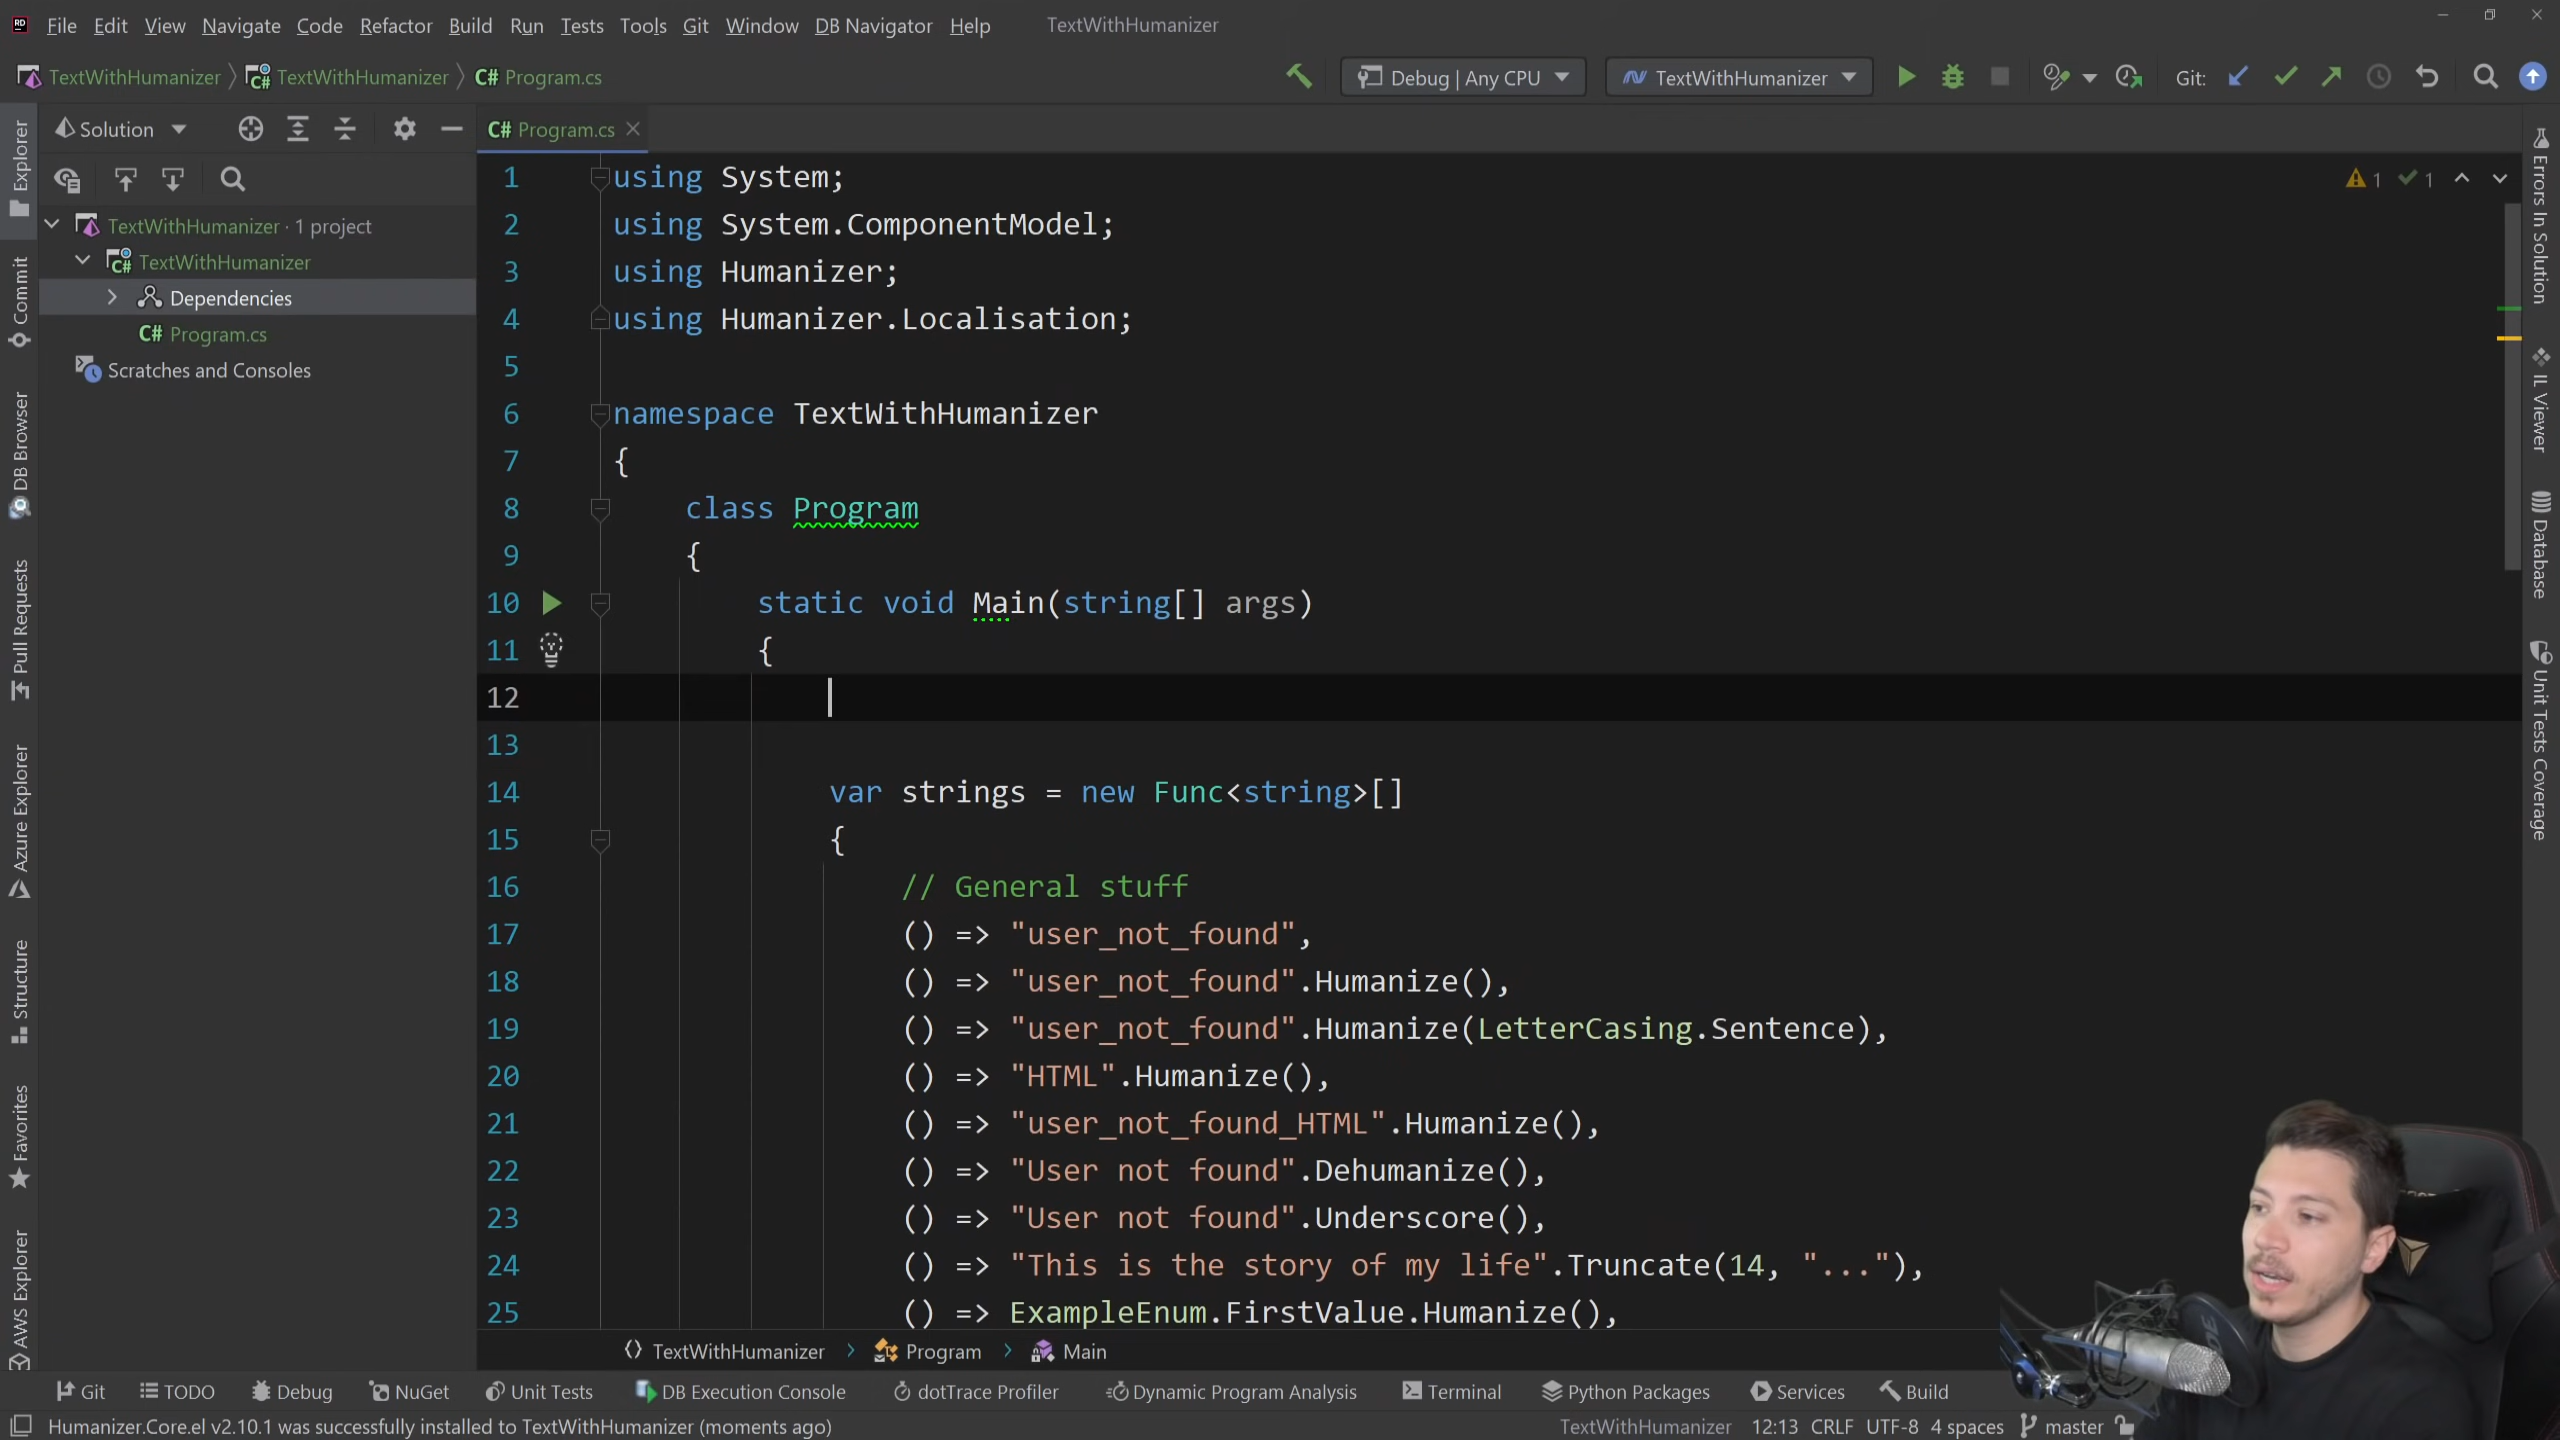 File Edit View Navigate Code Refactor Build Run Tests Tools Git Window DB Navigator Help TextWithHumanizer
TextWithHumanizer TextWithHumanizer C# Program.cs Debug | Any CPU TextWithHumanizer Git:
Solution
C# Program.cs
TextWithHumanizer · 1 project
TextWithHumanizer
Dependencies
C# Program.cs
Scratches and Consoles
Explorer
Commit
DB Browser
Pull Requests
Azure Explorer
Structure
Favorites
AWS Explorer
1 using System;
2 using System.ComponentModel;
3 using Humanizer;
4 using Humanizer.Localisation;
5
6 namespace TextWithHumanizer
7 {
8 class Program
9 {
10 static void Main(string[] args)
11 {
12
13
14 var strings = new Func<string>[]
15 {
16 // General stuff
17 () => "user_not_found",
18 () => "user_not_found".Humanize(),
19 () => "user_not_found".Humanize(LetterCasing.Sentence),
20 () => "HTML".Humanize(),
21 () => "user_not_found_HTML".Humanize(),
22 () => "User not found".Dehumanize(),
23 () => "User not found".Underscore(),
24 () => "This is the story of my life".Truncate(14, "..."),
25 () => ExampleEnum.FirstValue.Humanize(),
1 1
Errors In Solution
IL Viewer
Database
Unit Tests Coverage
TextWithHumanizer Program Main
Git TODO Debug NuGet Unit Tests DB Execution Console dotTrace Profiler Dynamic Program Analysis Terminal Python Packages Services Build
Humanizer.Core.el v2.10.1 was successfully installed to TextWithHumanizer (moments ago) TextWithHumanizer 12:13 CRLF UTF-8 4 spaces master